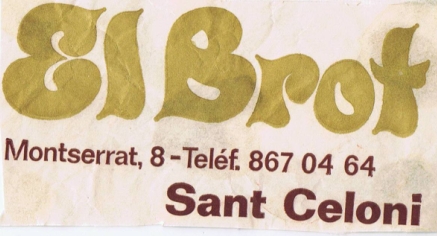 El Brot
Montserrat, 8 - Teléf. 867 04 64
Sant Celoni